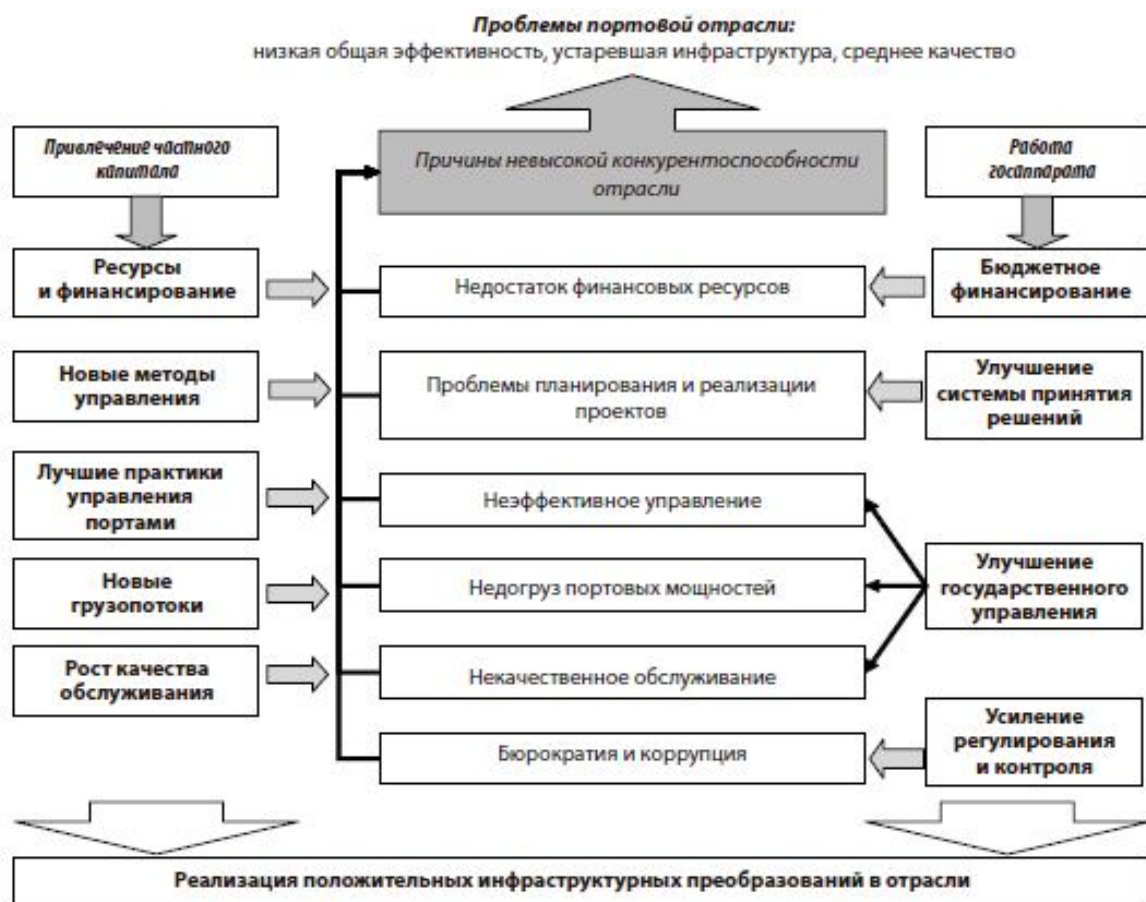 Проблемы портовой отрасли:
низкая общая эффективность, устаревшая инфраструктура, среднее качество
Привлечение частного
капитала
Причины невысокой конкурентоспособности
отрасли
Работа
госаппарата
Ресурсы
и финансирование
Недостаток финансовых ресурсов
Бюджетное
финансирование
Новые методы
управления
Проблемы планирования и реализации
проектов
Улучшение
системы принятия
решений
Лучшие практики
управления
портами
Неэффективное управление
Новые
грузопотоки
Недогруз портовых мощностей
Улучшение
государственного
управления
Рост качества
обслуживания
Некачественное обслуживание
Бюрократия и коррупция
Усиление
регулирования
и контроля
Реализация положительных инфраструктурных преобразований в отрасли